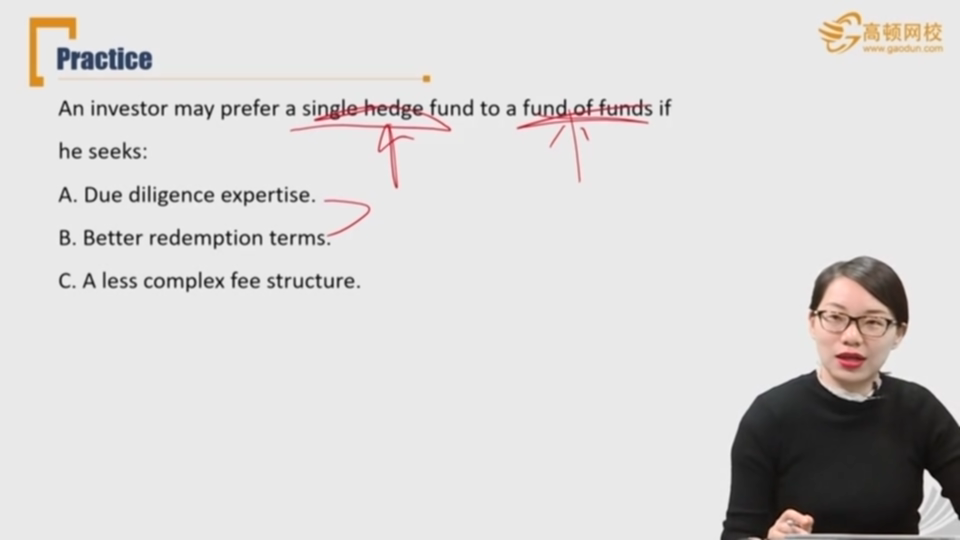 高顿网校
www.gaodun.com
Practice
An investor may prefer a single hedge fund to a fund of funds if
he seeks:
A. Due diligence expertise.
B. Better redemption terms.
C. A less complex fee structure.